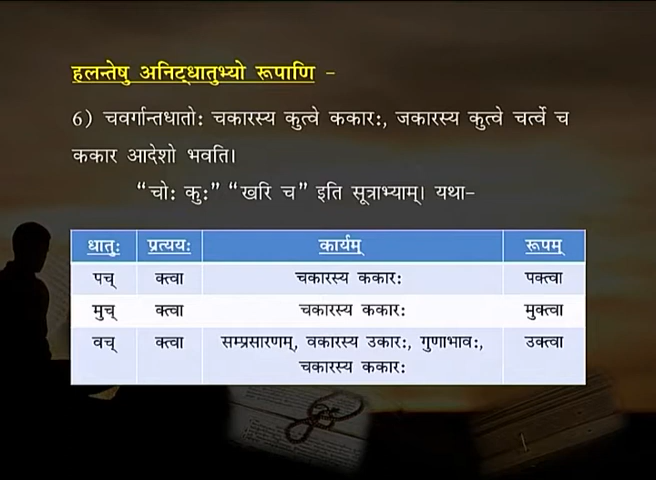 हलन्तेषु अनिट्धातुभ्यो रूपाणि –
6) चवर्गान्तधातोः चकारस्य कुत्वे ककारः, जकारस्य कुत्वे चर्त्वे च
ककार आदेशो भवति।
“चोः कुः” “खरि च” इति सूत्राभ्याम्। यथा–
धातुः प्रत्ययः कार्यम् रूपम्
पच् क्त्वा चकारस्य ककारः पक्त्वा
मुच् क्त्वा चकारस्य ककारः मुक्त्वा
वच् क्त्वा सम्प्रसारणम्, वकारस्य उकारः, गुणाभावः, उक्त्वा
चकारस्य ककारः